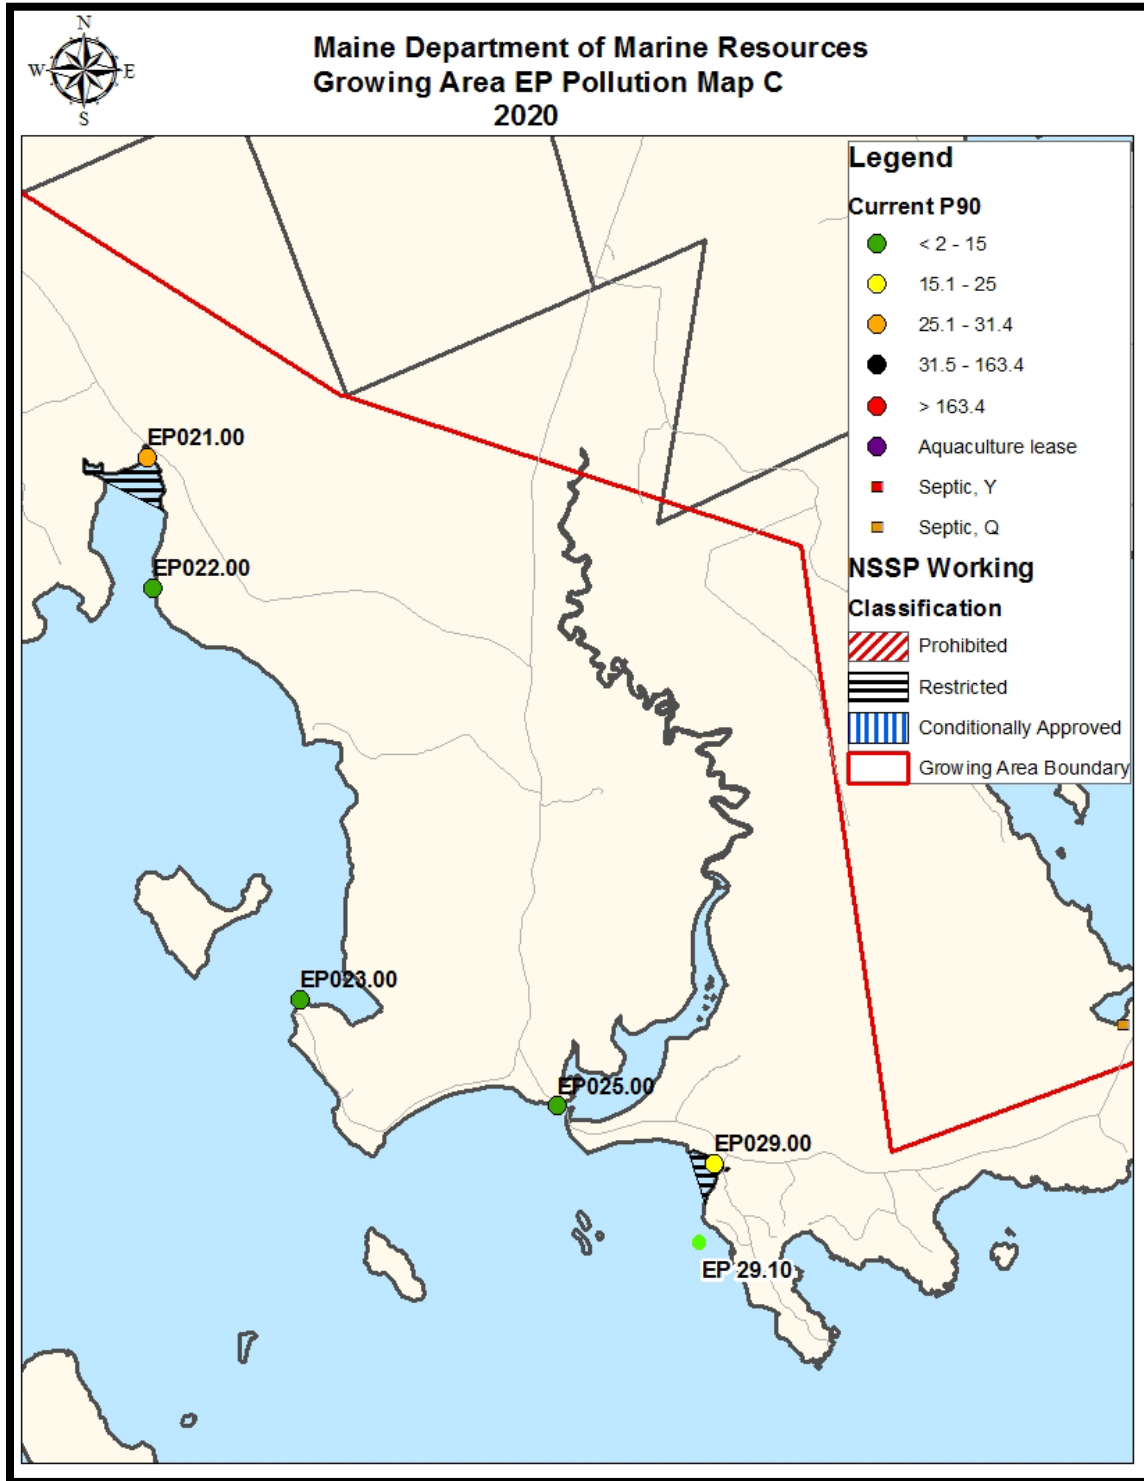 N
W E
S
Maine Department of Marine Resources
Growing Area EP Pollution Map C
2020
Legend
Current P90
< 2 - 15
15.1 - 25
25.1 - 31.4
31.5 - 163.4
> 163.4
Aquaculture lease
Septic, Y
Septic, Q
NSSP Working
Classification
Prohibited
Restricted
Conditionally Approved
Growing Area Boundary
EP021.00
EP022.00
EP023.00
EP025.00
EP029.00
EP 29.10